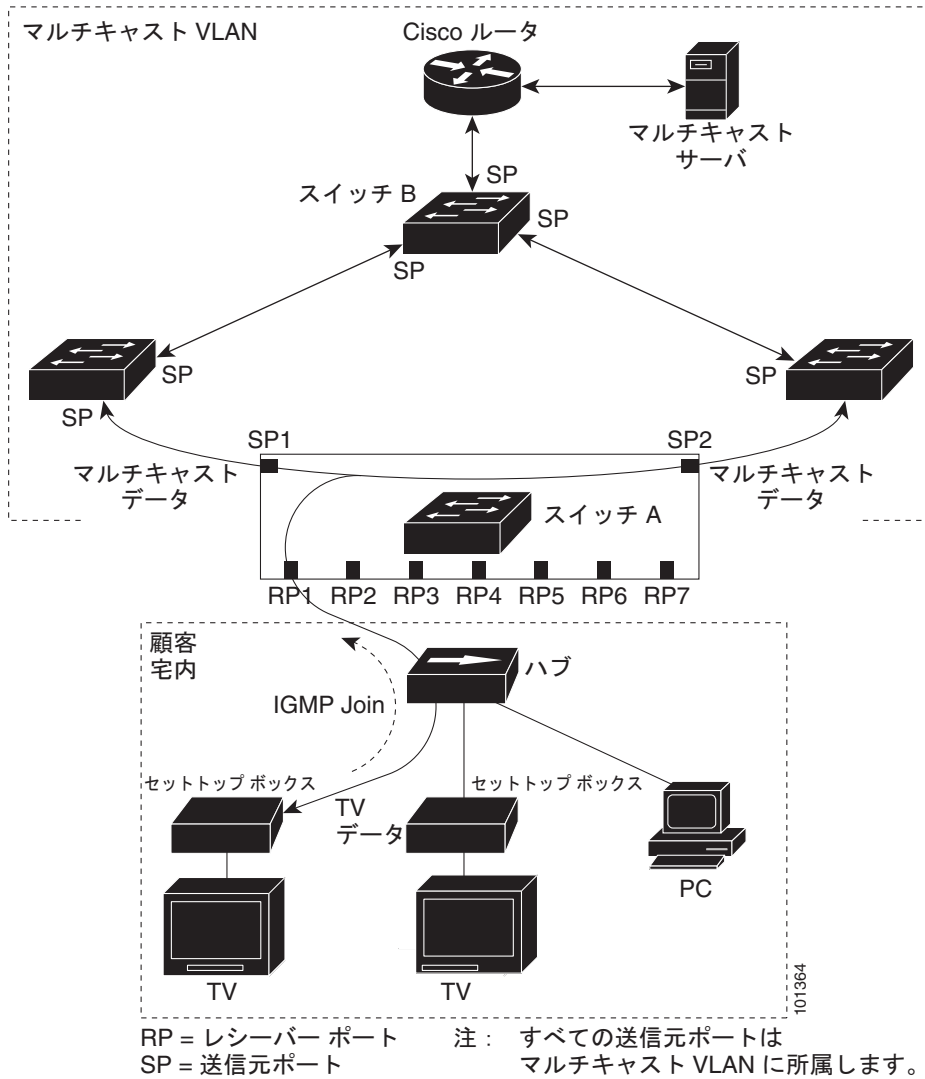 マルチキャスト VLAN
Cisco ルータ
マルチキャスト
サーバ
SP
スイッチ B
SP
SP
SP
SP
SP
SP1
SP2
マルチキャスト
データ
マルチキャスト
データ
スイッチ A
RP1 RP2 RP3 RP4 RP5 RP6 RP7
顧客
宅内
ハブ
IGMP Join
セットトップ ボックス
セットトップ ボックス
TV
データ
PC
TV
TV
101364
RP = レシーバー ポート
SP = 送信元ポート
注： すべての送信元ポートは
マルチキャスト VLAN に所属します。